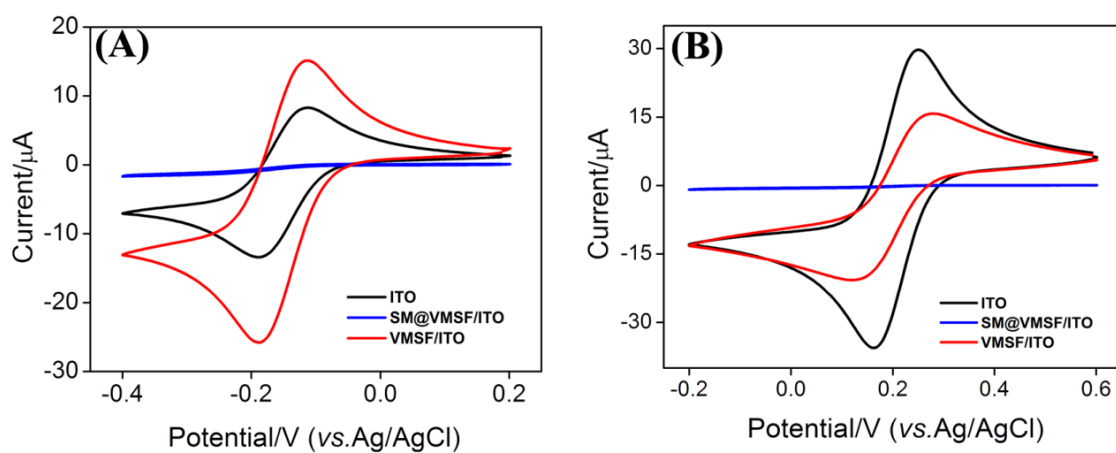 (A)
20
10
0
-10
-20
-30
Current/μA
ITO
SM@VMSF/ITO
VMSF/ITO
-0.4 -0.2 0.0 0.2
Potential/V (vs.Ag/AgCl)
(B)
30
15
0
-15
-30
Current/μA
ITO
SM@VMSF/ITO
VMSF/ITO
-0.2 0.0 0.2 0.4 0.6
Potential/V (vs.Ag/AgCl)